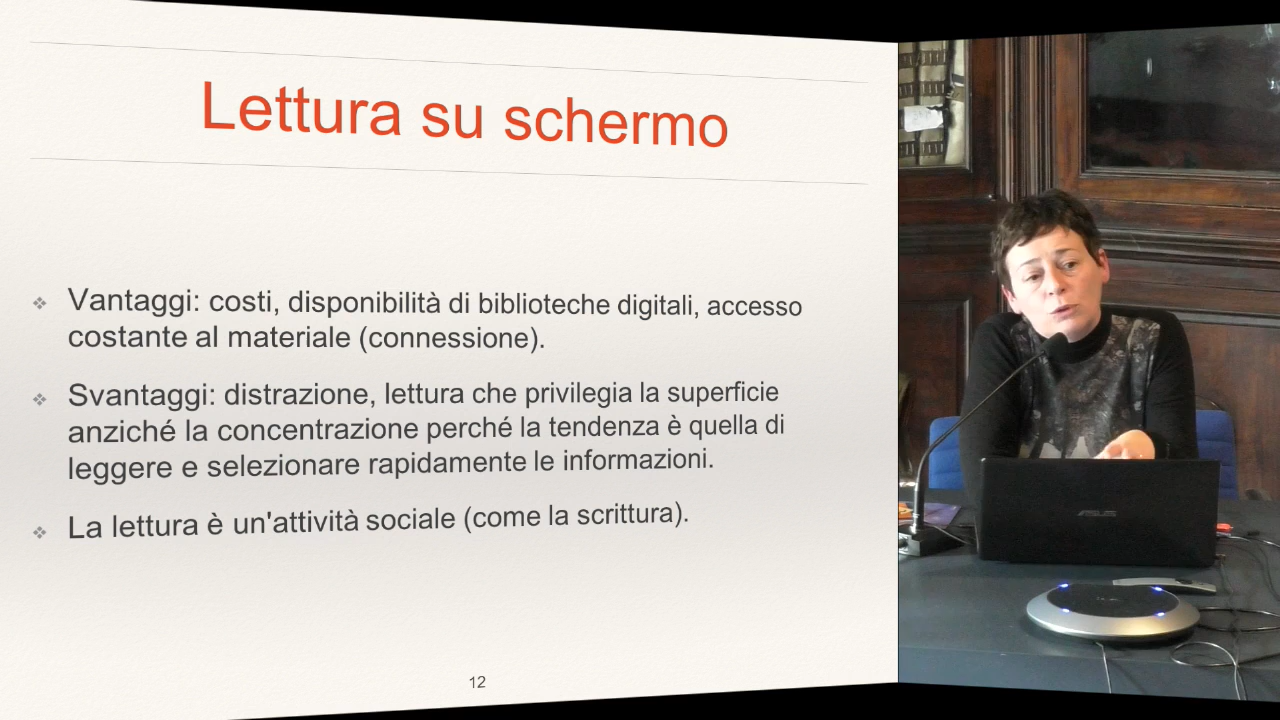 Lettura su schermo
Vantaggi: costi, disponibilità di biblioteche digitali, accesso
costante al materiale (connessione).
Svantaggi: distrazione, lettura che privilegia la superficie
anziché la concentrazione perché la tendenza è quella di
leggere e selezionare rapidamente le informazioni.
La lettura è un'attività sociale (come la scrittura).
12
ASUS